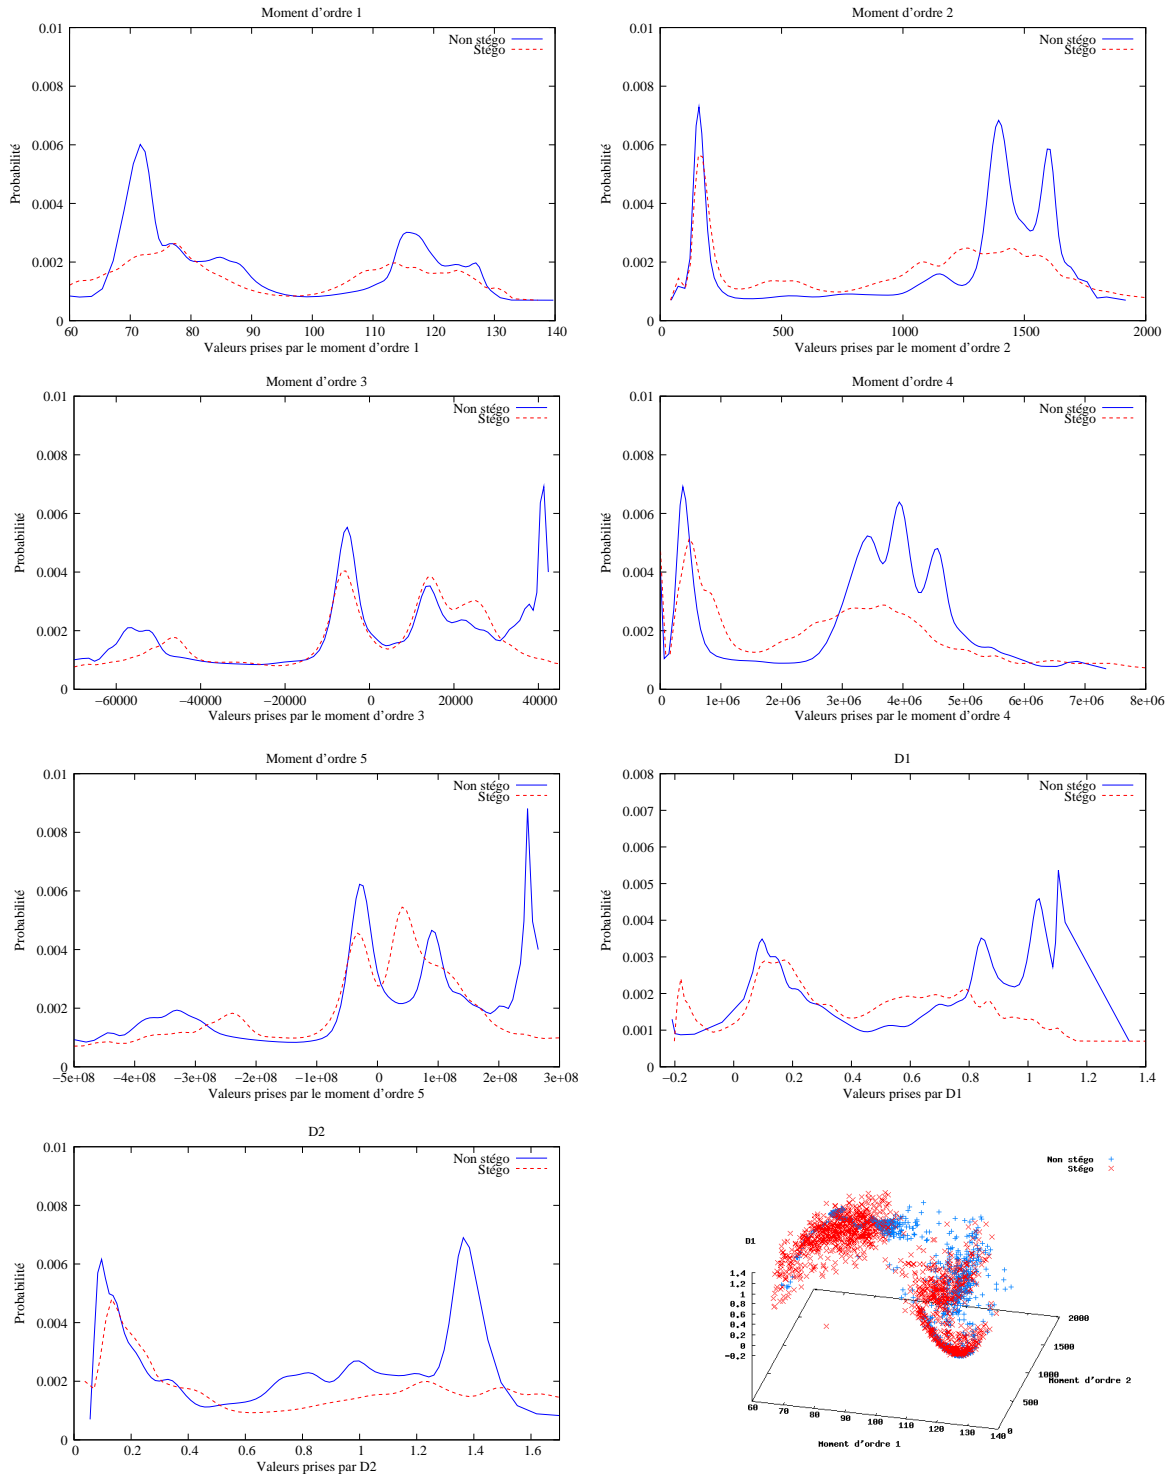 Moment d'ordre 1
0.01
0.008
0.006
0.004
0.002
0
Probabilité
Non stégo
Stégo
60 70 80 90 100 110 120 130 140
Valeurs prises par le moment d'ordre 1
Moment d'ordre 2
0.01
0.008
0.006
0.004
0.002
0
Probabilité
Non stégo
Stégo
0 500 1000 1500 2000
Valeurs prises par le moment d'ordre 2
Moment d'ordre 3
0.01
0.008
0.006
0.004
0.002
0
Probabilité
Non stégo
Stégo
−60000 −40000 −20000 0 20000 40000
Valeurs prises par le moment d'ordre 3
Moment d'ordre 4
0.01
0.008
0.006
0.004
0.002
0
Probabilité
Non stégo
Stégo
0 1e+06 2e+06 3e+06 4e+06 5e+06 6e+06 7e+06 8e+06
Valeurs prises par le moment d'ordre 4
Moment d'ordre 5
0.01
0.008
0.006
0.004
0.002
0
Probabilité
Non stégo
Stégo
−5e+08 −4e+08 −3e+08 −2e+08 −1e+08 0 1e+08 2e+08 3e+08
Valeurs prises par le moment d'ordre 5
D1
0.008
0.007
0.006
0.005
0.004
0.003
0.002
0.001
0
Probabilité
Non stégo
Stégo
−0.2 0 0.2 0.4 0.6 0.8 1 1.2 1.4
Valeurs prises par D1
D2
0.01
0.008
0.006
0.004
0.002
0
Probabilité
Non stégo
Stégo
0 0.2 0.4 0.6 0.8 1 1.2 1.4 1.6
Valeurs prises par D2
Non stégo
Stégo
D1
1.4
1.2
1
0.8
0.6
0.4
0.2
0
-0.2
60 70 80 90 100 110 120 130 140
Moment d'ordre 1
0 500 1000 1500 2000
Moment d'ordre 2